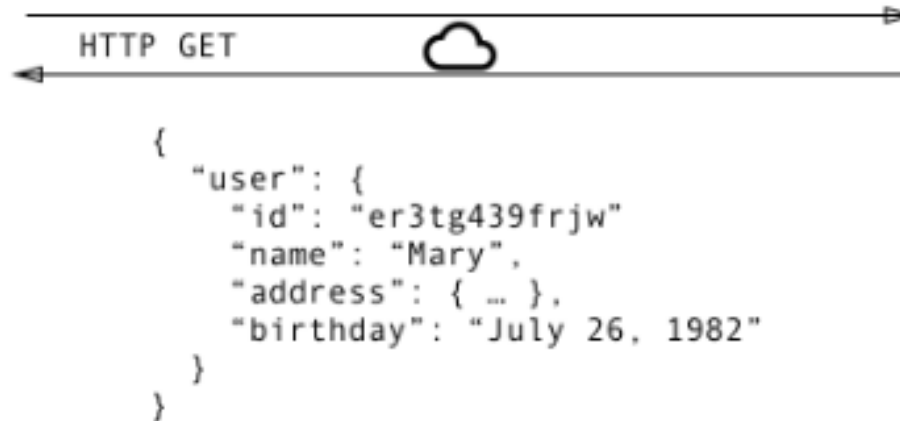 HTTP GET
{
“user”: {
“id”: “er3tg439frjw”
“name”: “Mary”,
“address”: { … },
“birthday”: “July 26, 1982”
}
}